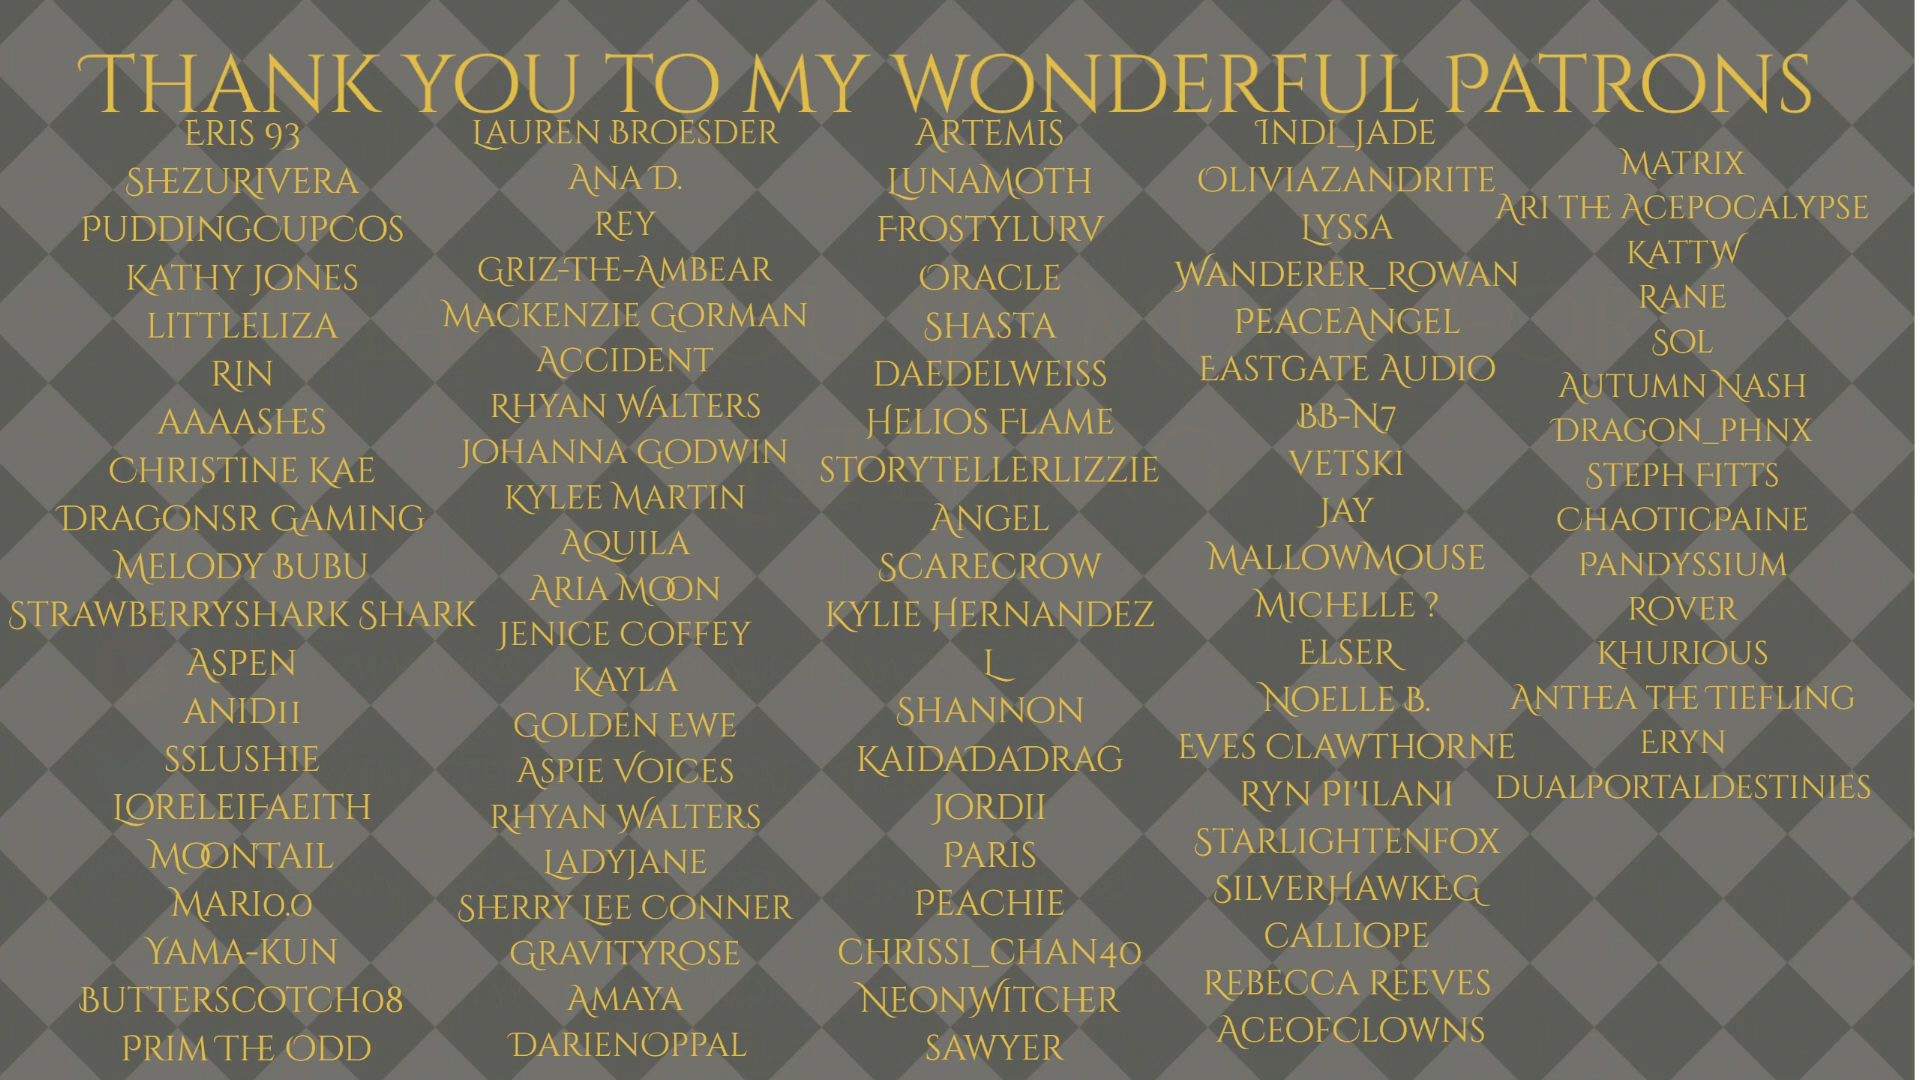 Thank you to my wonderful Patrons
Eris 93
Shezurivera
Puddingcupcos
Kathy Jones
littleliza
Rin
aaaashes
Christine Kae
Dragonsr Gaming
Melody Bubu
Strawberryshark Shark
Aspen
anid11
sslushie
LoreleiFaeith
Moontail
Mari0.0
Yama-kun
Butterscotch08
Prim The Odd
Lauren Broesder
Ana D.
Rey
Griz-the-Ambear
Mackenzie Gorman
Accident
Rhyan Walters
Johanna Godwin
Kylee Martin
Aquila
Aria Moon
Jenice Coffey
Kayla
Golden Ewe
Aspie Voices
Rhyan Walters
LadyJane
Sherry Lee Conner
GravityRose
Amaya
DarienOppal
Artemis
LunaMoth
Frostylurv
Oracle
Shasta
daedelweiss
Helios Flame
storytellerlizzie
Angel
Scarecrow
Kylie Hernandez
L
Shannon
KaidadaDrag
Jordii
Paris
Peachie
chrissi_chan40
NeonWitcher
Sawyer
Indi_Jade
Oliviazandrite
Lyssa
Wanderer_Rowan
PeaceAngel
Eastgate Audio
BB-N7
vetski
Jay
MallowMouse
Michelle ?
Elser
Noelle B.
Eves Clawthorne
Ryn Pi'ilani
Starlightenfox
SilverHawkEG
Calliope
Rebecca Reeves
AceofClowns
Matrix
Ari the Acepocalypse
KattW
Rane
Sol
Autumn Nash
Dragon_phnx
Steph Fitts
ChaoticPaine
Pandyssium
Rover
Khurious
Anthea the Tiefling
Eryn
dualportaldestinies